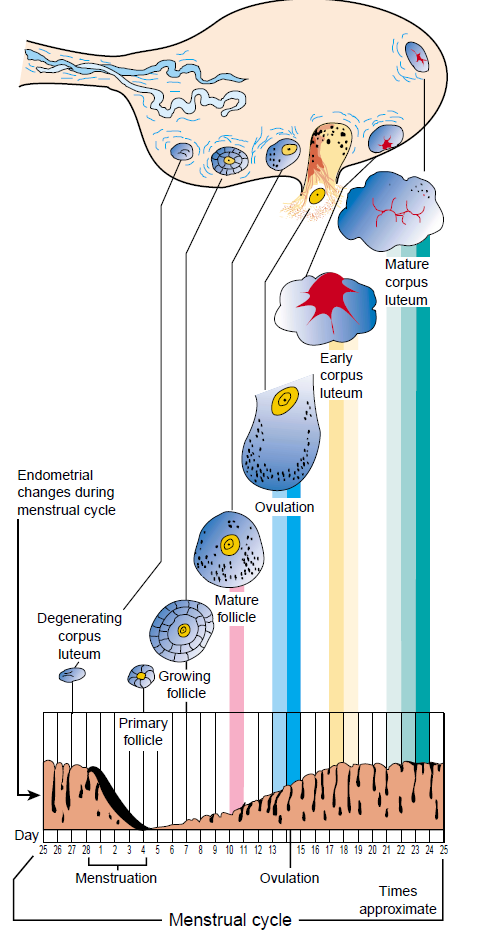 Mature
corpus
luteum
Early
corpus
luteum
Endometrial
changes during
menstrual cycle
Ovulation
Mature
follicle
Degenerating
corpus
luteum
Growing
follicle
Primary
follicle
Day
25 26 27 28 1 2 3 4 5 6 7 8 9 10 11 12 13 15 16 17 18 19 20 21 22 23 24 25
Menstruation
Ovulation
Times
approximate
Menstrual cycle